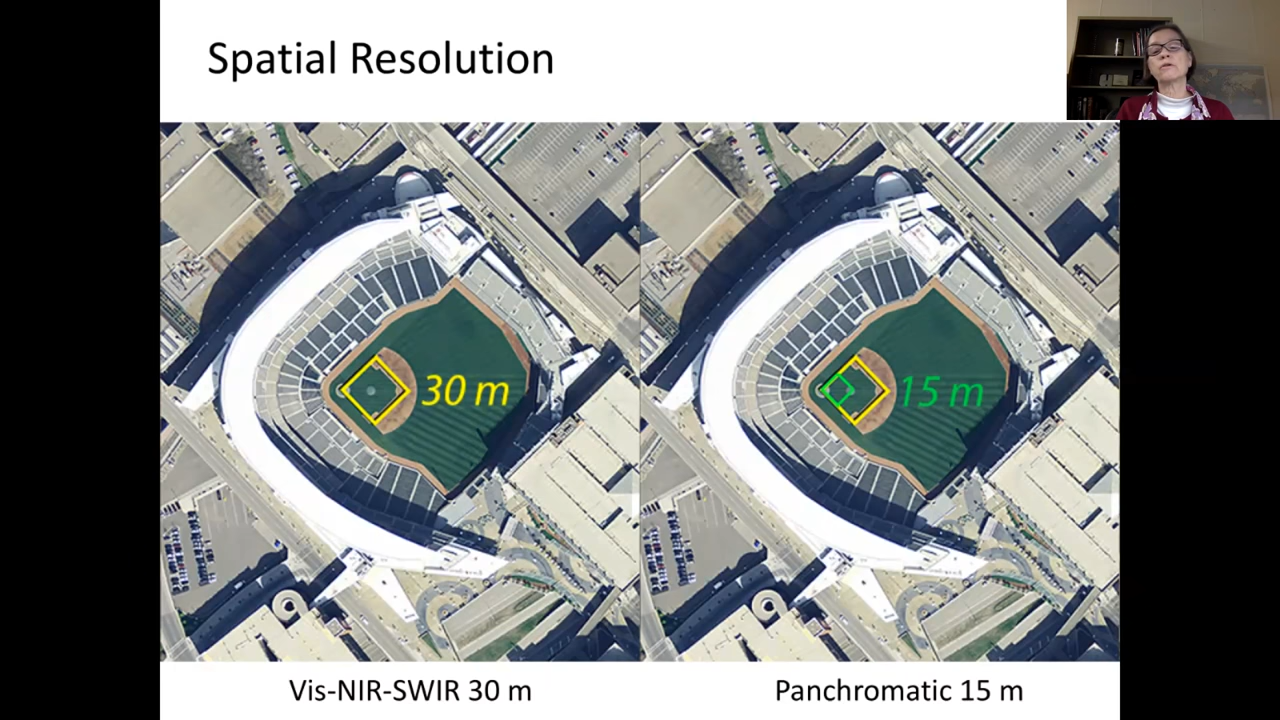 Spatial Resolution
30 m
15 m
Vis-NIR-SWIR 30 m
Panchromatic 15 m